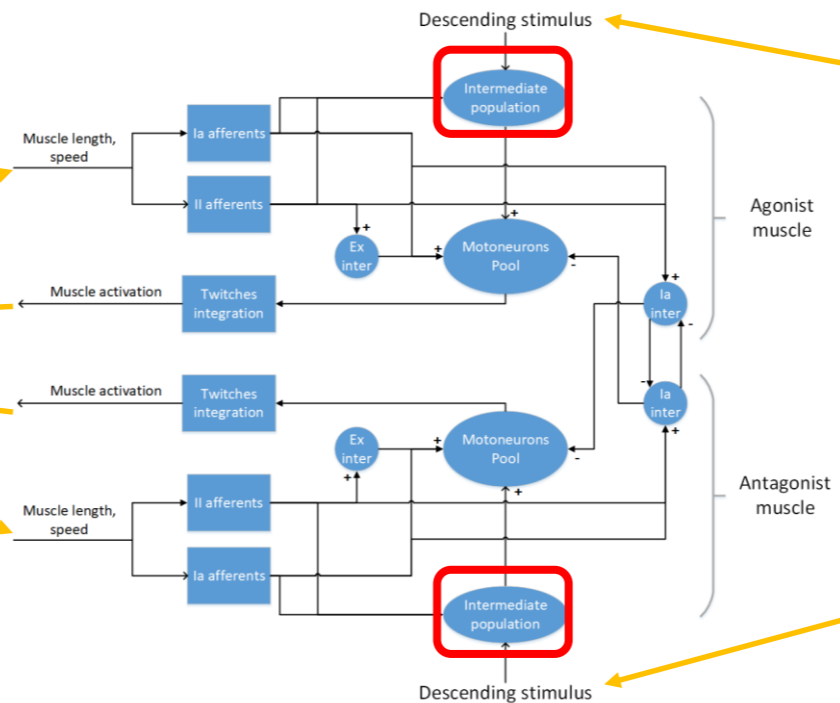 Descending stimulus
Intermediate
population
Muscle length,
speed
Ia afferents
II afferents
+
Ex
inter
+
+
Motoneurons
Pool
-
Agonist
muscle
Muscle activation
Twitches
integration
+
Ia
inter
-
-
Muscle activation
Twitches
integration
Ia
inter
+
Ex
inter
+
+
Motoneurons
Pool
-
+
Antagonist
muscle
Muscle length,
speed
II afferents
Ia afferents
Intermediate
population
Descending stimulus